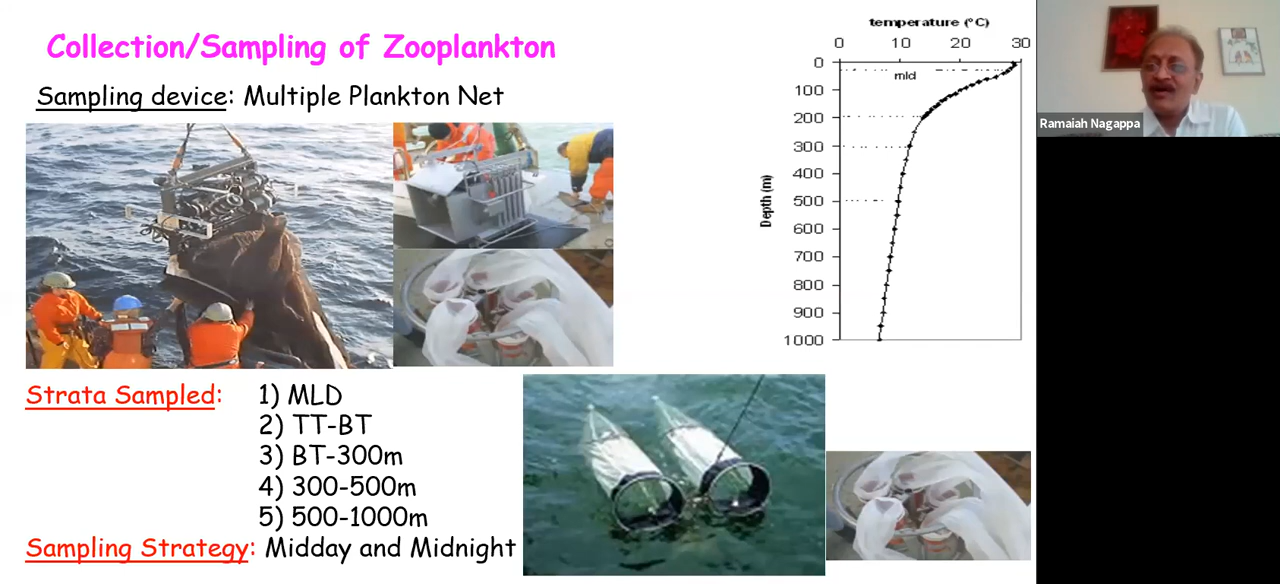 Collection/Sampling of Zooplankton
Sampling device: Multiple Plankton Net
Strata Sampled:
1) MLD
2) TT-BT
3) BT-300m
4) 300-500m
5) 500-1000m
Sampling Strategy: Midday and Midnight
temperature (°C)
0 10 20 30
0
mld
100
200
300
400
500
600
700
800
900
1000
Depth (m)
Ramaiah Nagappa